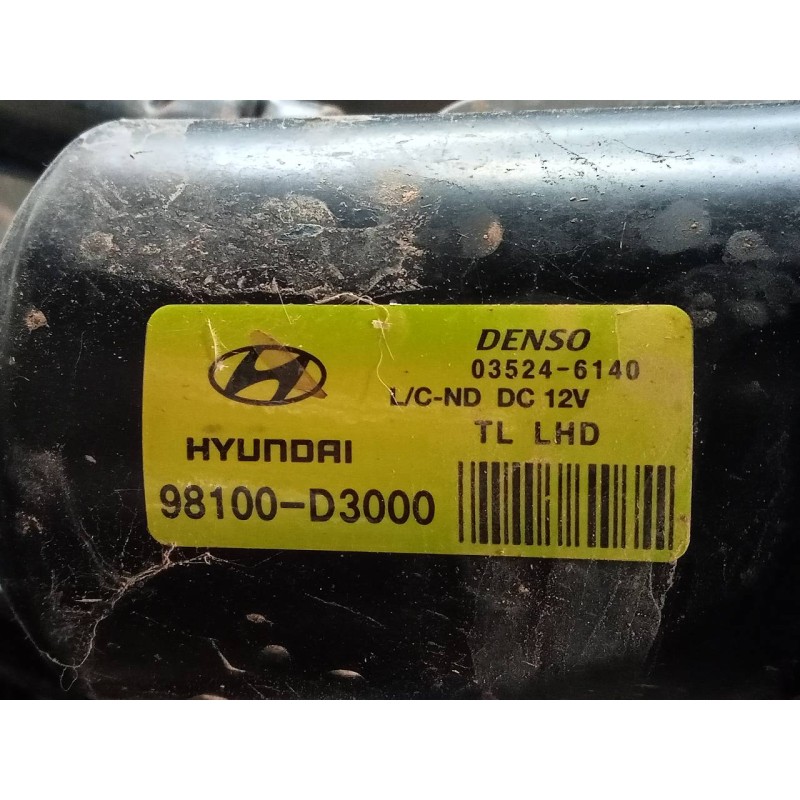 DENSO
03524-6140
L/C-ND DC 12V
TL LHD
HYUNDAI
98100-D3000